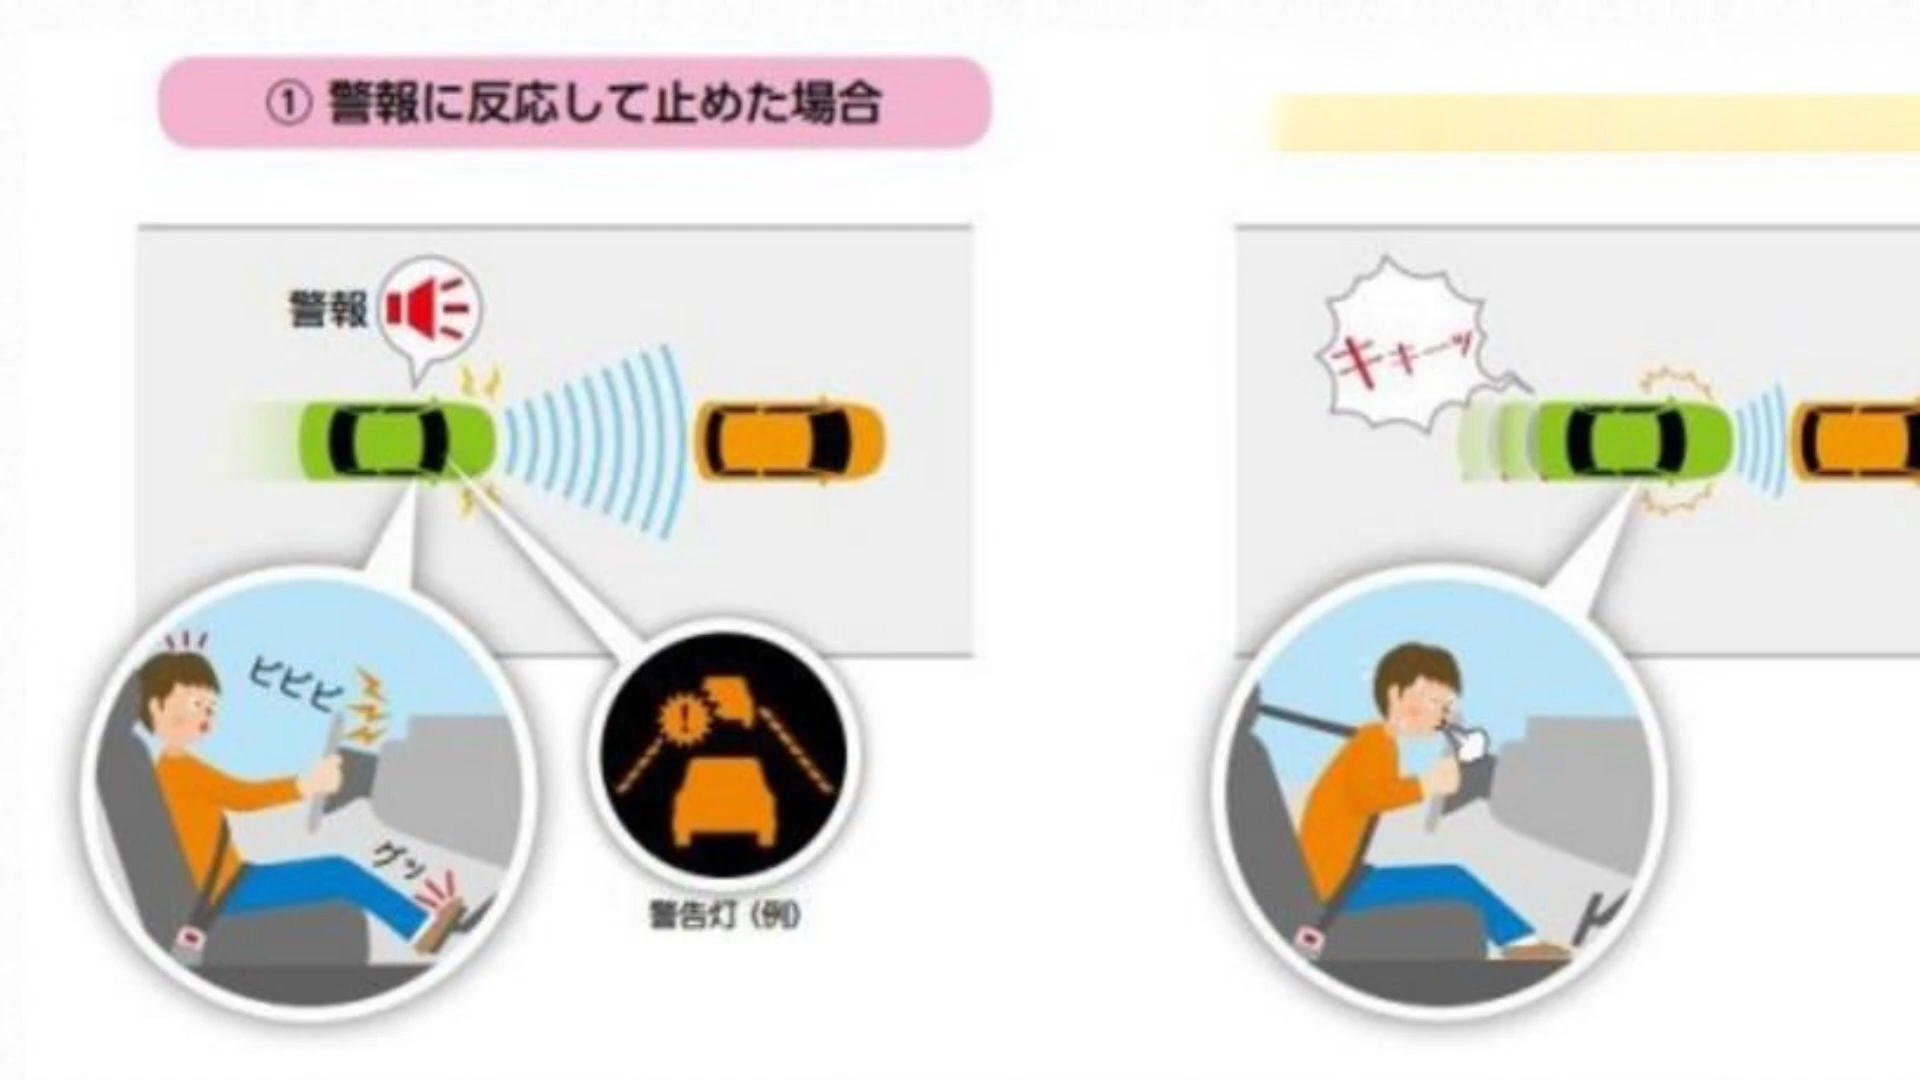 ① 警報に反応して止めた場合
警報
キキーッ
ピピピ
グッ
警告灯（例）